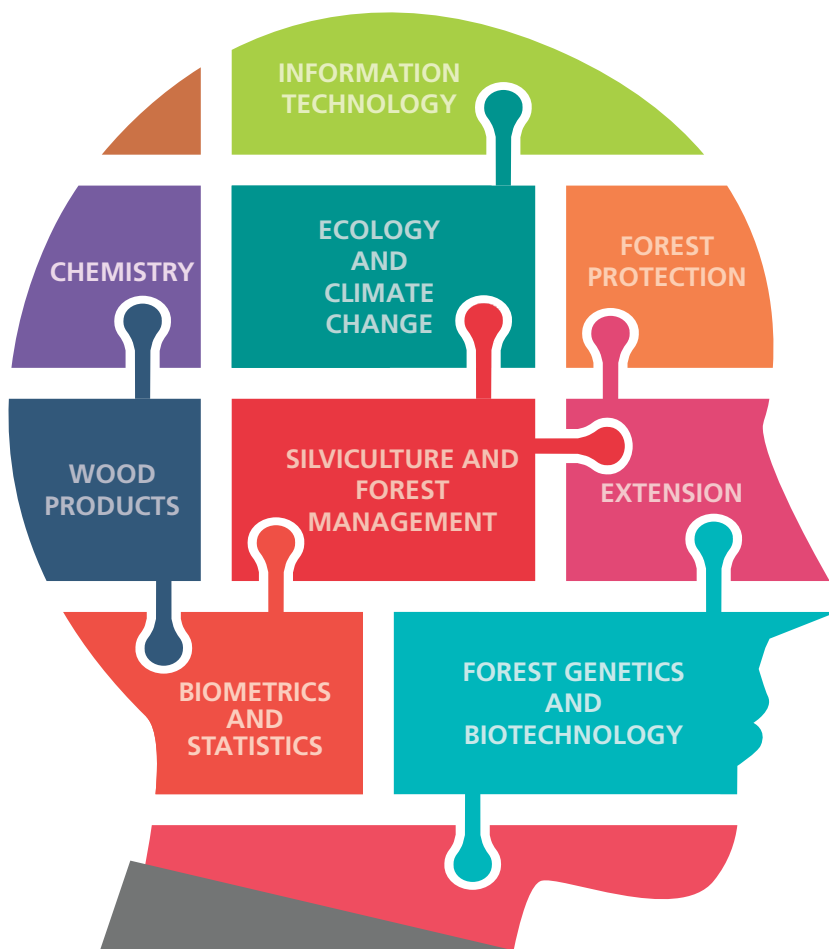 INFORMATION
TECHNOLOGY
CHEMISTRY
ECOLOGY
AND
CLIMATE
CHANGE
FOREST
PROTECTION
WOOD
PRODUCTS
SILVICULTURE AND
FOREST
MANAGEMENT
EXTENSION
BIOMETRICS
AND
STATISTICS
FOREST GENETICS
AND
BIOTECHNOLOGY